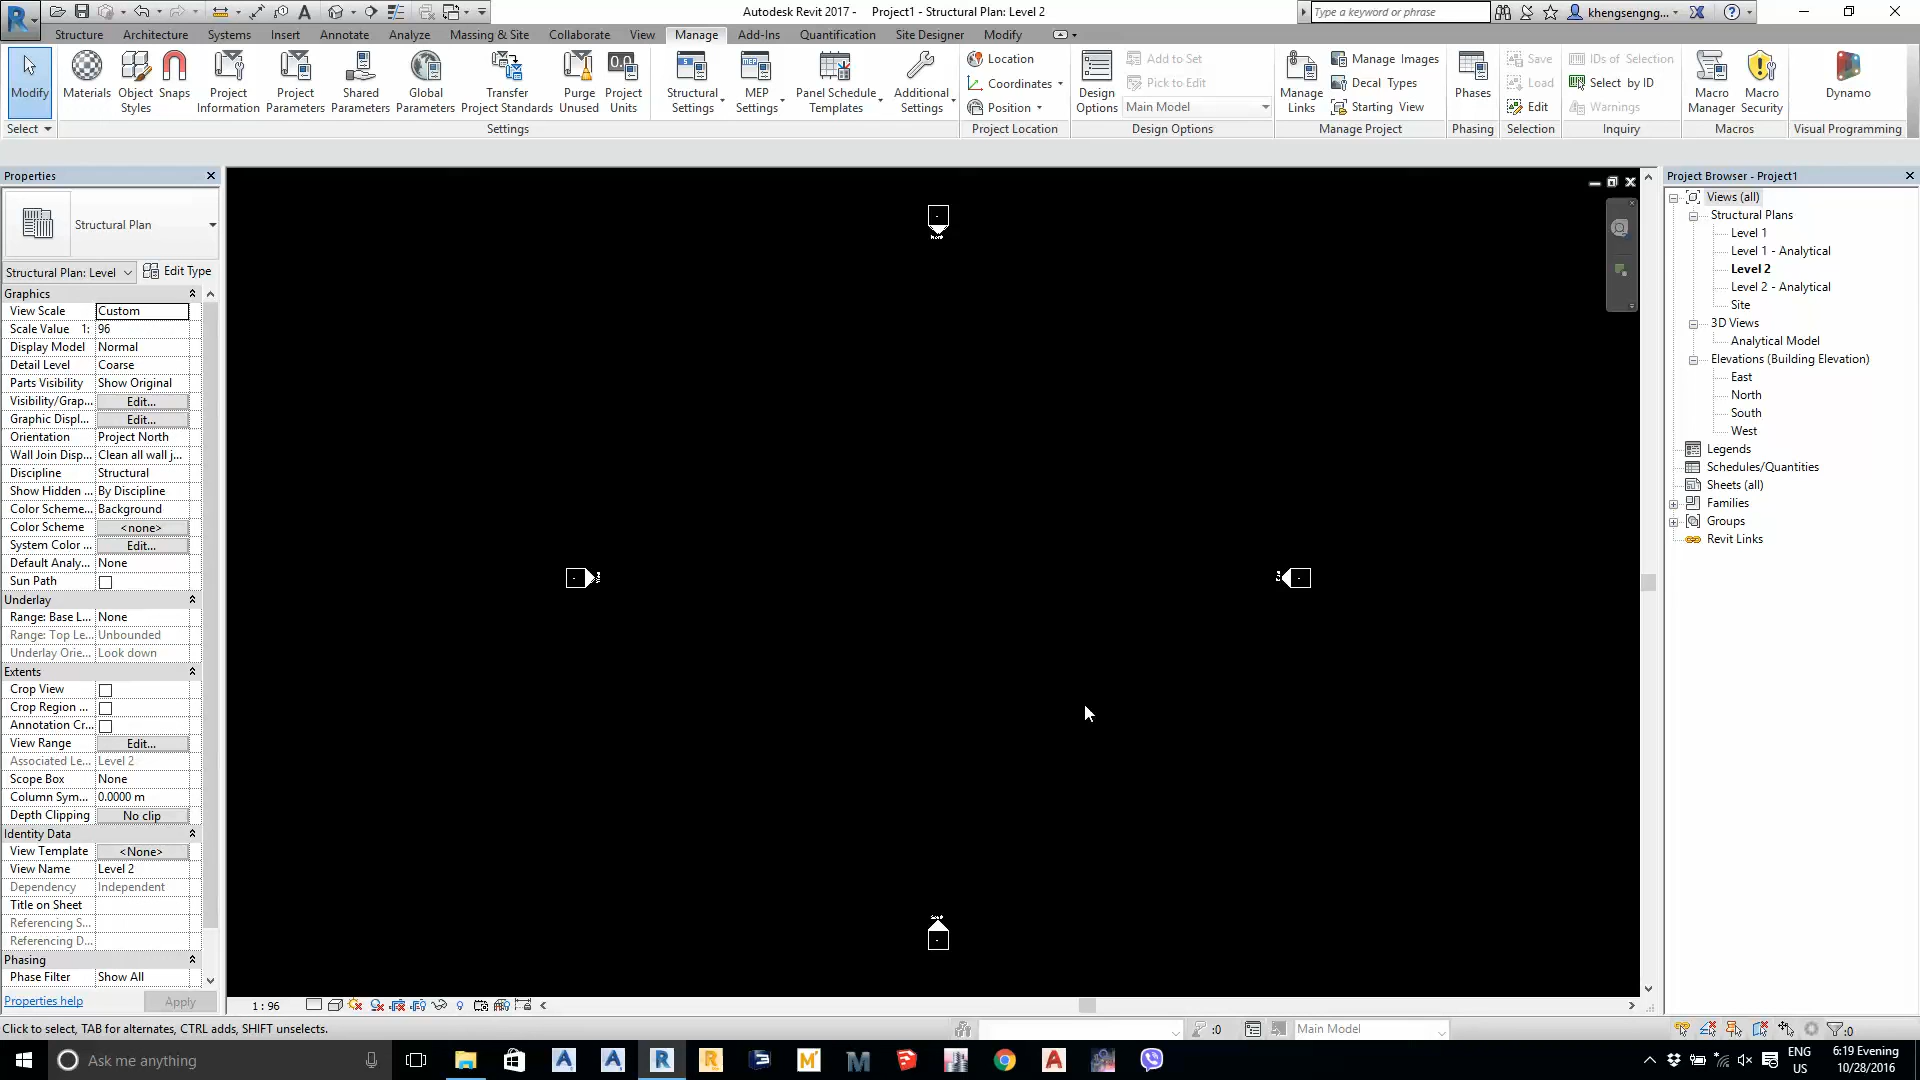 Autodesk Revit 2017 - Project1 - Structural Plan: Level 2
Type a keyword or phrase
khengsengng...
Structure Architecture Systems Insert Annotate Analyze Massing & Site Collaborate View Manage Add-Ins Quantification Site Designer Modify
Modify
Materials
Object Styles
Snaps
Project Information
Project Parameters
Shared Parameters
Global Parameters
Transfer Project Standards
Purge Unused
Project Units
Structural Settings
MEP Settings
Panel Schedule Templates
Additional Settings
Location
Coordinates
Position
Design Options
Add to Set
Pick to Edit
Main Model
Manage Links
Manage Images
Decal Types
Starting View
Phases
Save
Load
Edit
IDs of Selection
Select by ID
Warnings
Macro Manager
Macro Security
Dynamo
Select Settings Project Location Design Options Manage Project Phasing Selection Inquiry Macros Visual Programming
Properties
Structural Plan
Structural Plan: Level
Edit Type
Graphics
View Scale Custom
Scale Value 1: 96
Display Model Normal
Detail Level Coarse
Parts Visibility Show Original
Visibility/Grap... Edit...
Graphic Displ... Edit...
Orientation Project North
Wall Join Disp... Clean all wall j...
Discipline Structural
Show Hidden ... By Discipline
Color Scheme... Background
Color Scheme <none>
System Color ... Edit...
Default Analy... None
Sun Path
Underlay
Range: Base L... None
Range: Top Le... Unbounded
Underlay Orie... Look down
Extents
Crop View
Crop Region ...
Annotation Cr...
View Range Edit...
Associated Le... Level 2
Scope Box None
Column Sym... 0.0000 m
Depth Clipping No clip
Identity Data
View Template <None>
View Name Level 2
Dependency Independent
Title on Sheet
Referencing S...
Referencing D...
Phasing
Phase Filter Show All
Properties help
Apply
1 : 96
Project Browser - Project1
Views (all)
Structural Plans
Level 1
Level 1 - Analytical
Level 2
Level 2 - Analytical
Site
3D Views
Analytical Model
Elevations (Building Elevation)
East
North
South
West
Legends
Schedules/Quantities
Sheets (all)
Families
Groups
Revit Links
Click to select, TAB for alternates, CTRL adds, SHIFT unselects.
:0
Main Model
:0
Ask me anything
ENG
US
6:19 Evening
10/28/2016